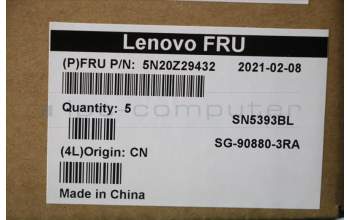 Lenovo FRU
(P)FRU P/N: 5N20Z29432 2021-02-08
Quantity: 5
SN5393BL
SG-90880-3RA
(4L)Origin: CN
Made in China